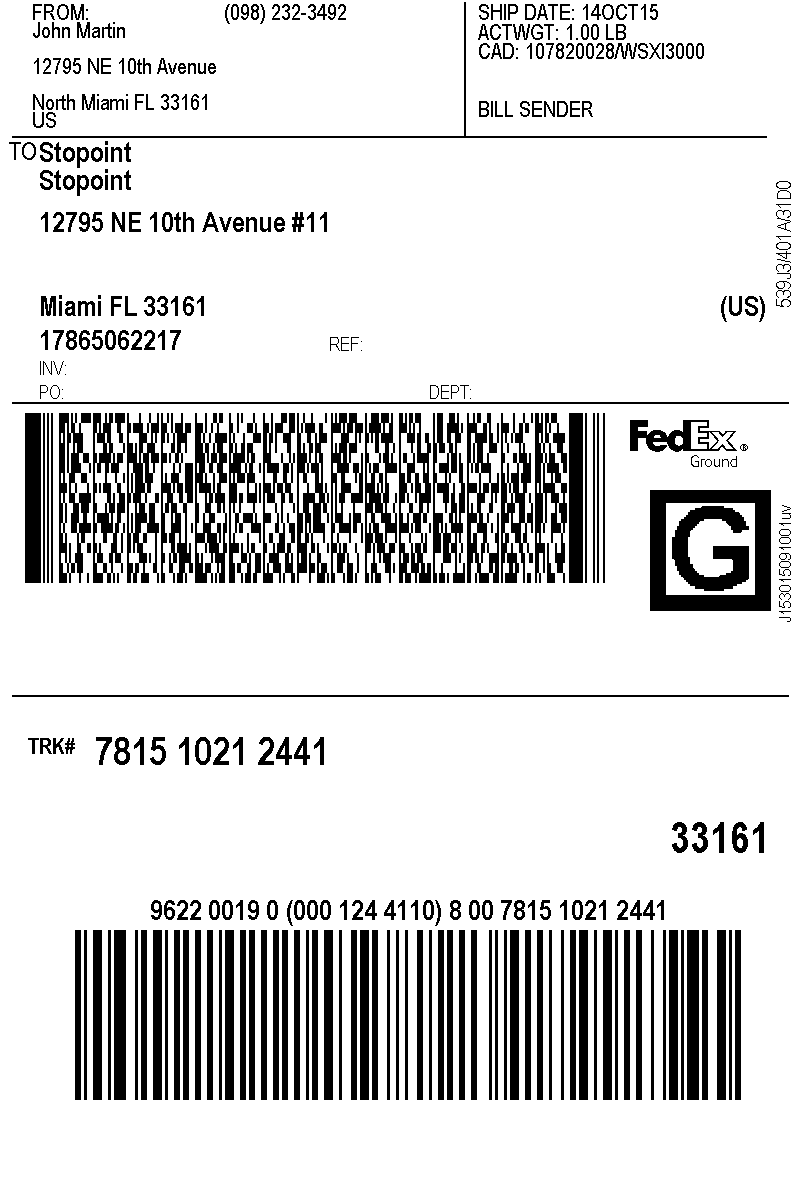 FROM: (098) 232-3492
John Martin
12795 NE 10th Avenue
North Miami FL 33161
US
SHIP DATE: 14OCT15
ACTWGT: 1.00 LB
CAD: 107820028/WSXI3000
BILL SENDER
TO Stopoint
Stopoint
12795 NE 10th Avenue #11
Miami FL 33161 (US)
17865062217 REF:
INV:
PO: DEPT:
539J3/401A/31D0
FedEx®
Ground
G
J153015091001uv
TRK# 7815 1021 2441
33161
9622 0019 0 (000 124 4110) 8 00 7815 1021 2441